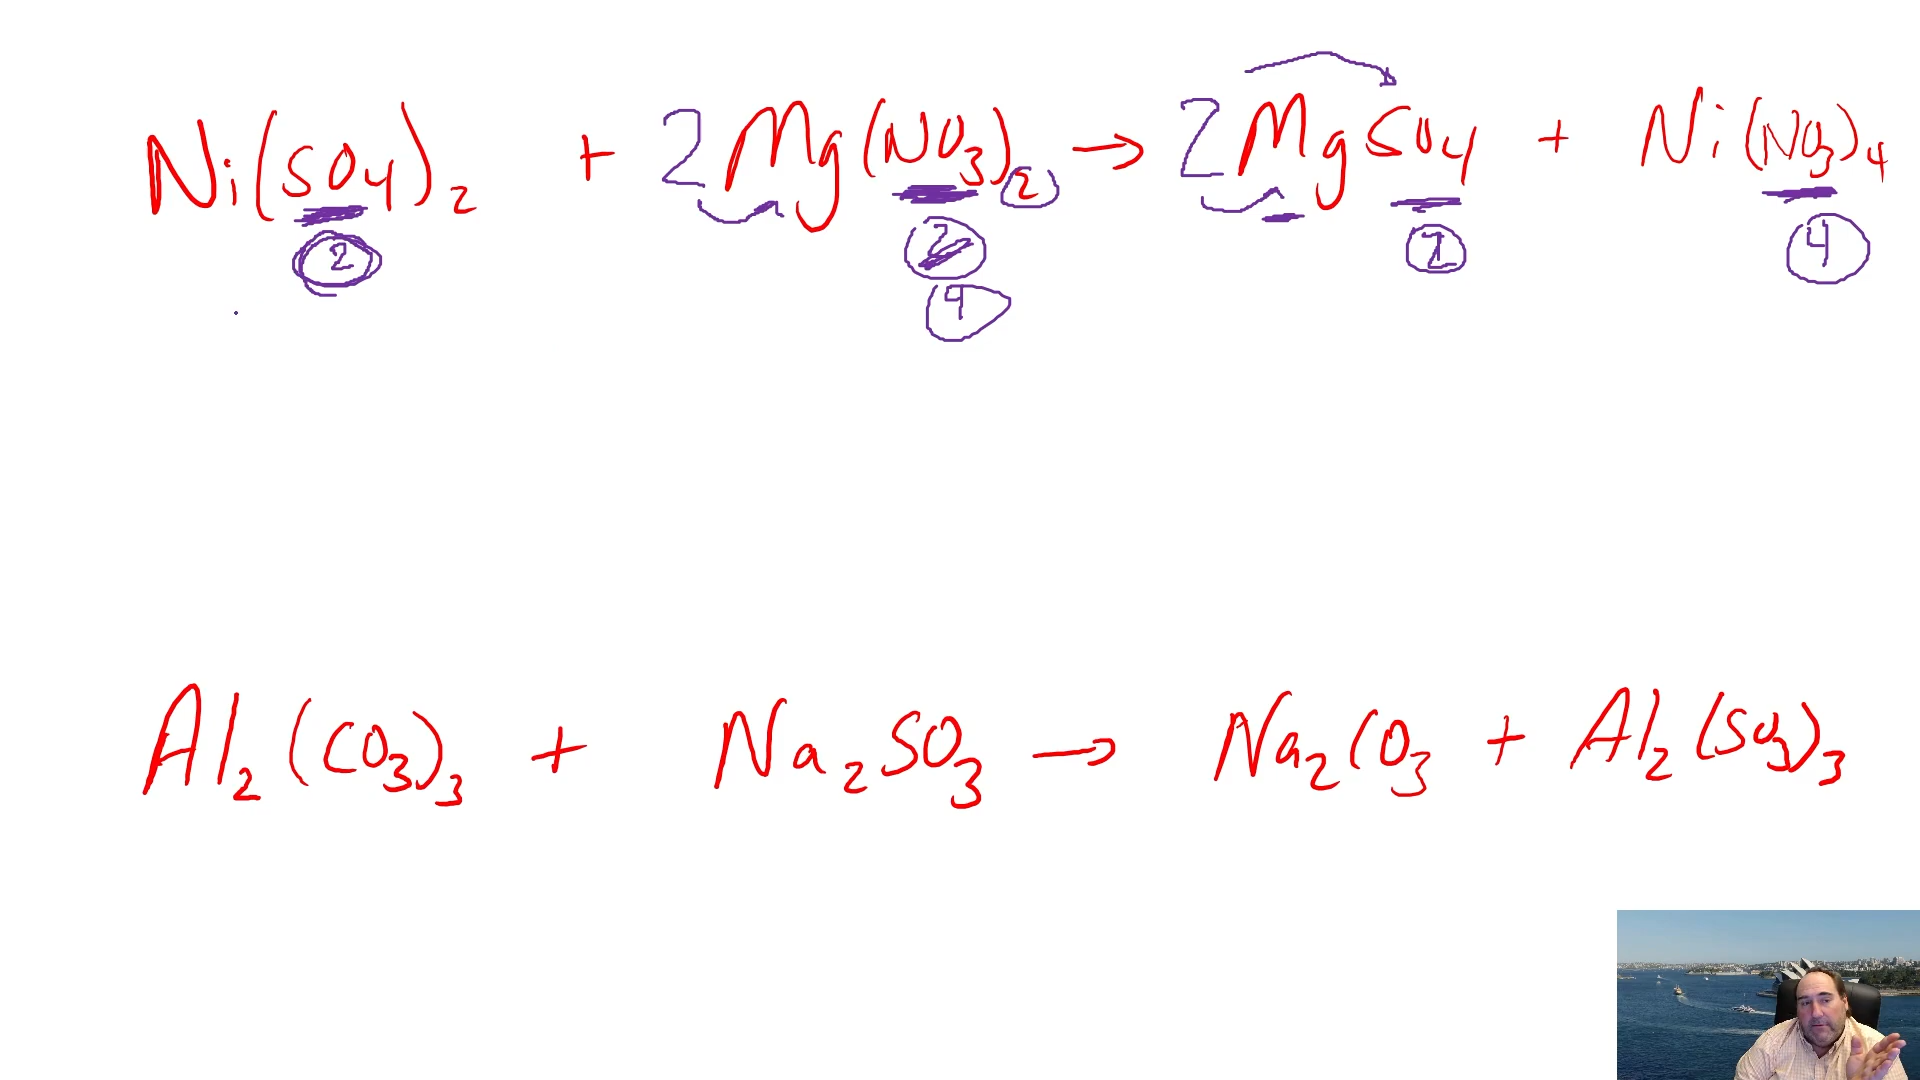 Ni(SO₄)₂ + 2Mg(NO₃)₂ → 2MgSO₄ + Ni(NO₃)₄
2 2 2 4
4
Al₂(CO₃)₃ + Na₂SO₃ → Na₂CO₃ + Al₂(SO₃)₃